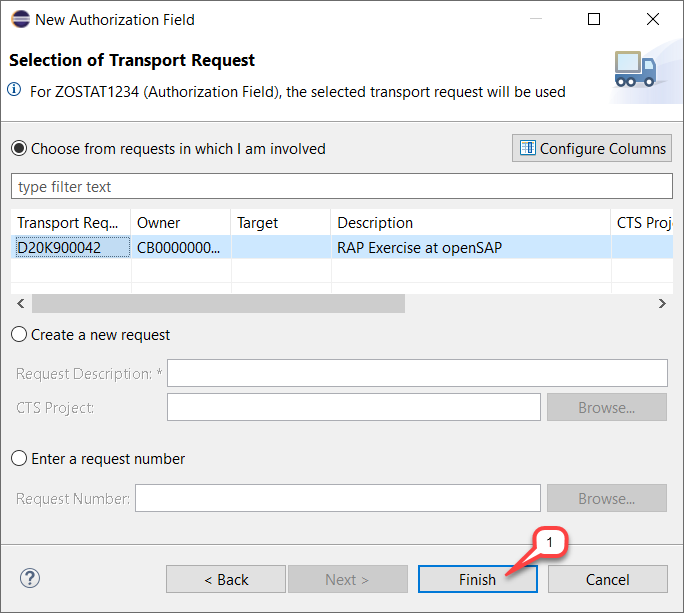 New Authorization Field
Selection of Transport Request
For ZOSTAT1234 (Authorization Field), the selected transport request will be used
Choose from requests in which I am involved
Configure Columns
type filter text
Transport Req... Owner Target Description CTS Proj
D20K900042 CB0000000... RAP Exercise at openSAP
Create a new request
Request Description: *
CTS Project:
Browse...
Enter a request number
Request Number:
Browse...
1
? < Back Next > Finish Cancel